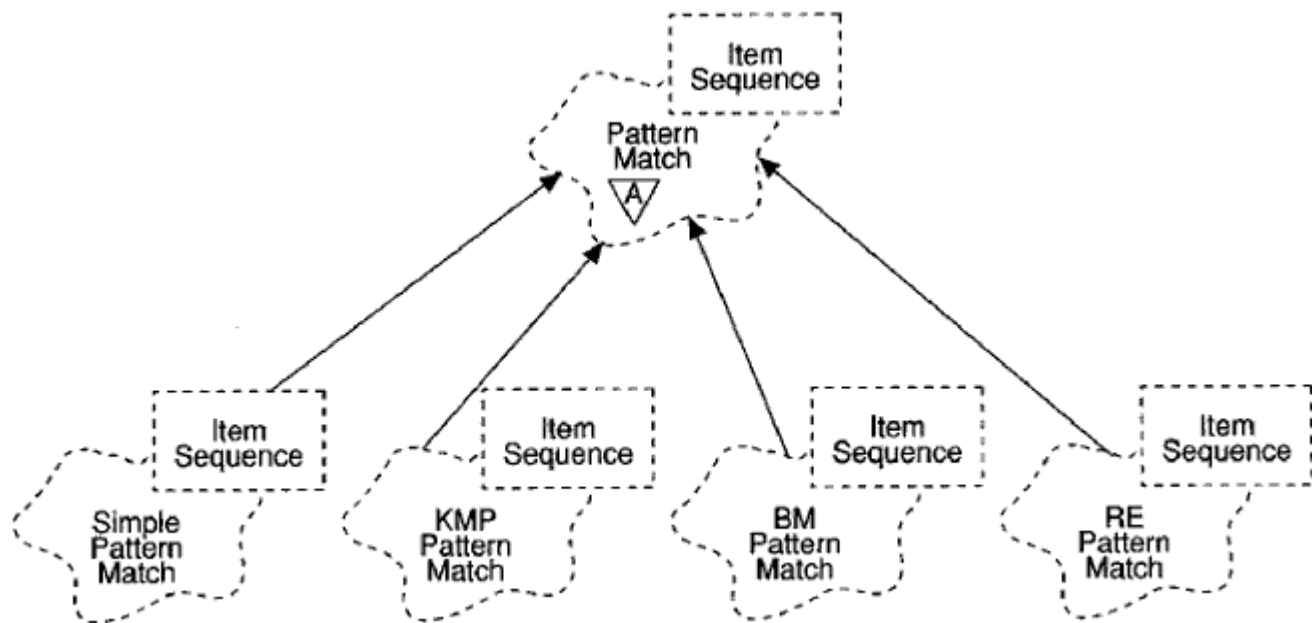 Item
Sequence
Pattern
Match
A
Item
Sequence
Simple
Pattern
Match
Item
Sequence
KMP
Pattern
Match
Item
Sequence
BM
Pattern
Match
Item
Sequence
RE
Pattern
Match